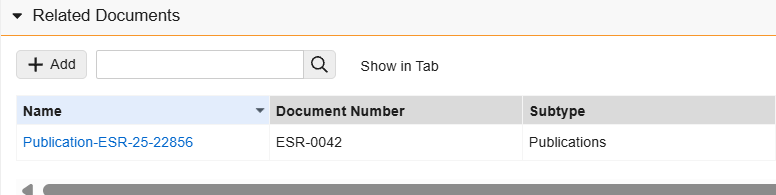 Related Documents
+ Add
Show in Tab
Name Document Number Subtype
Publication-ESR-25-22856 ESR-0042 Publications